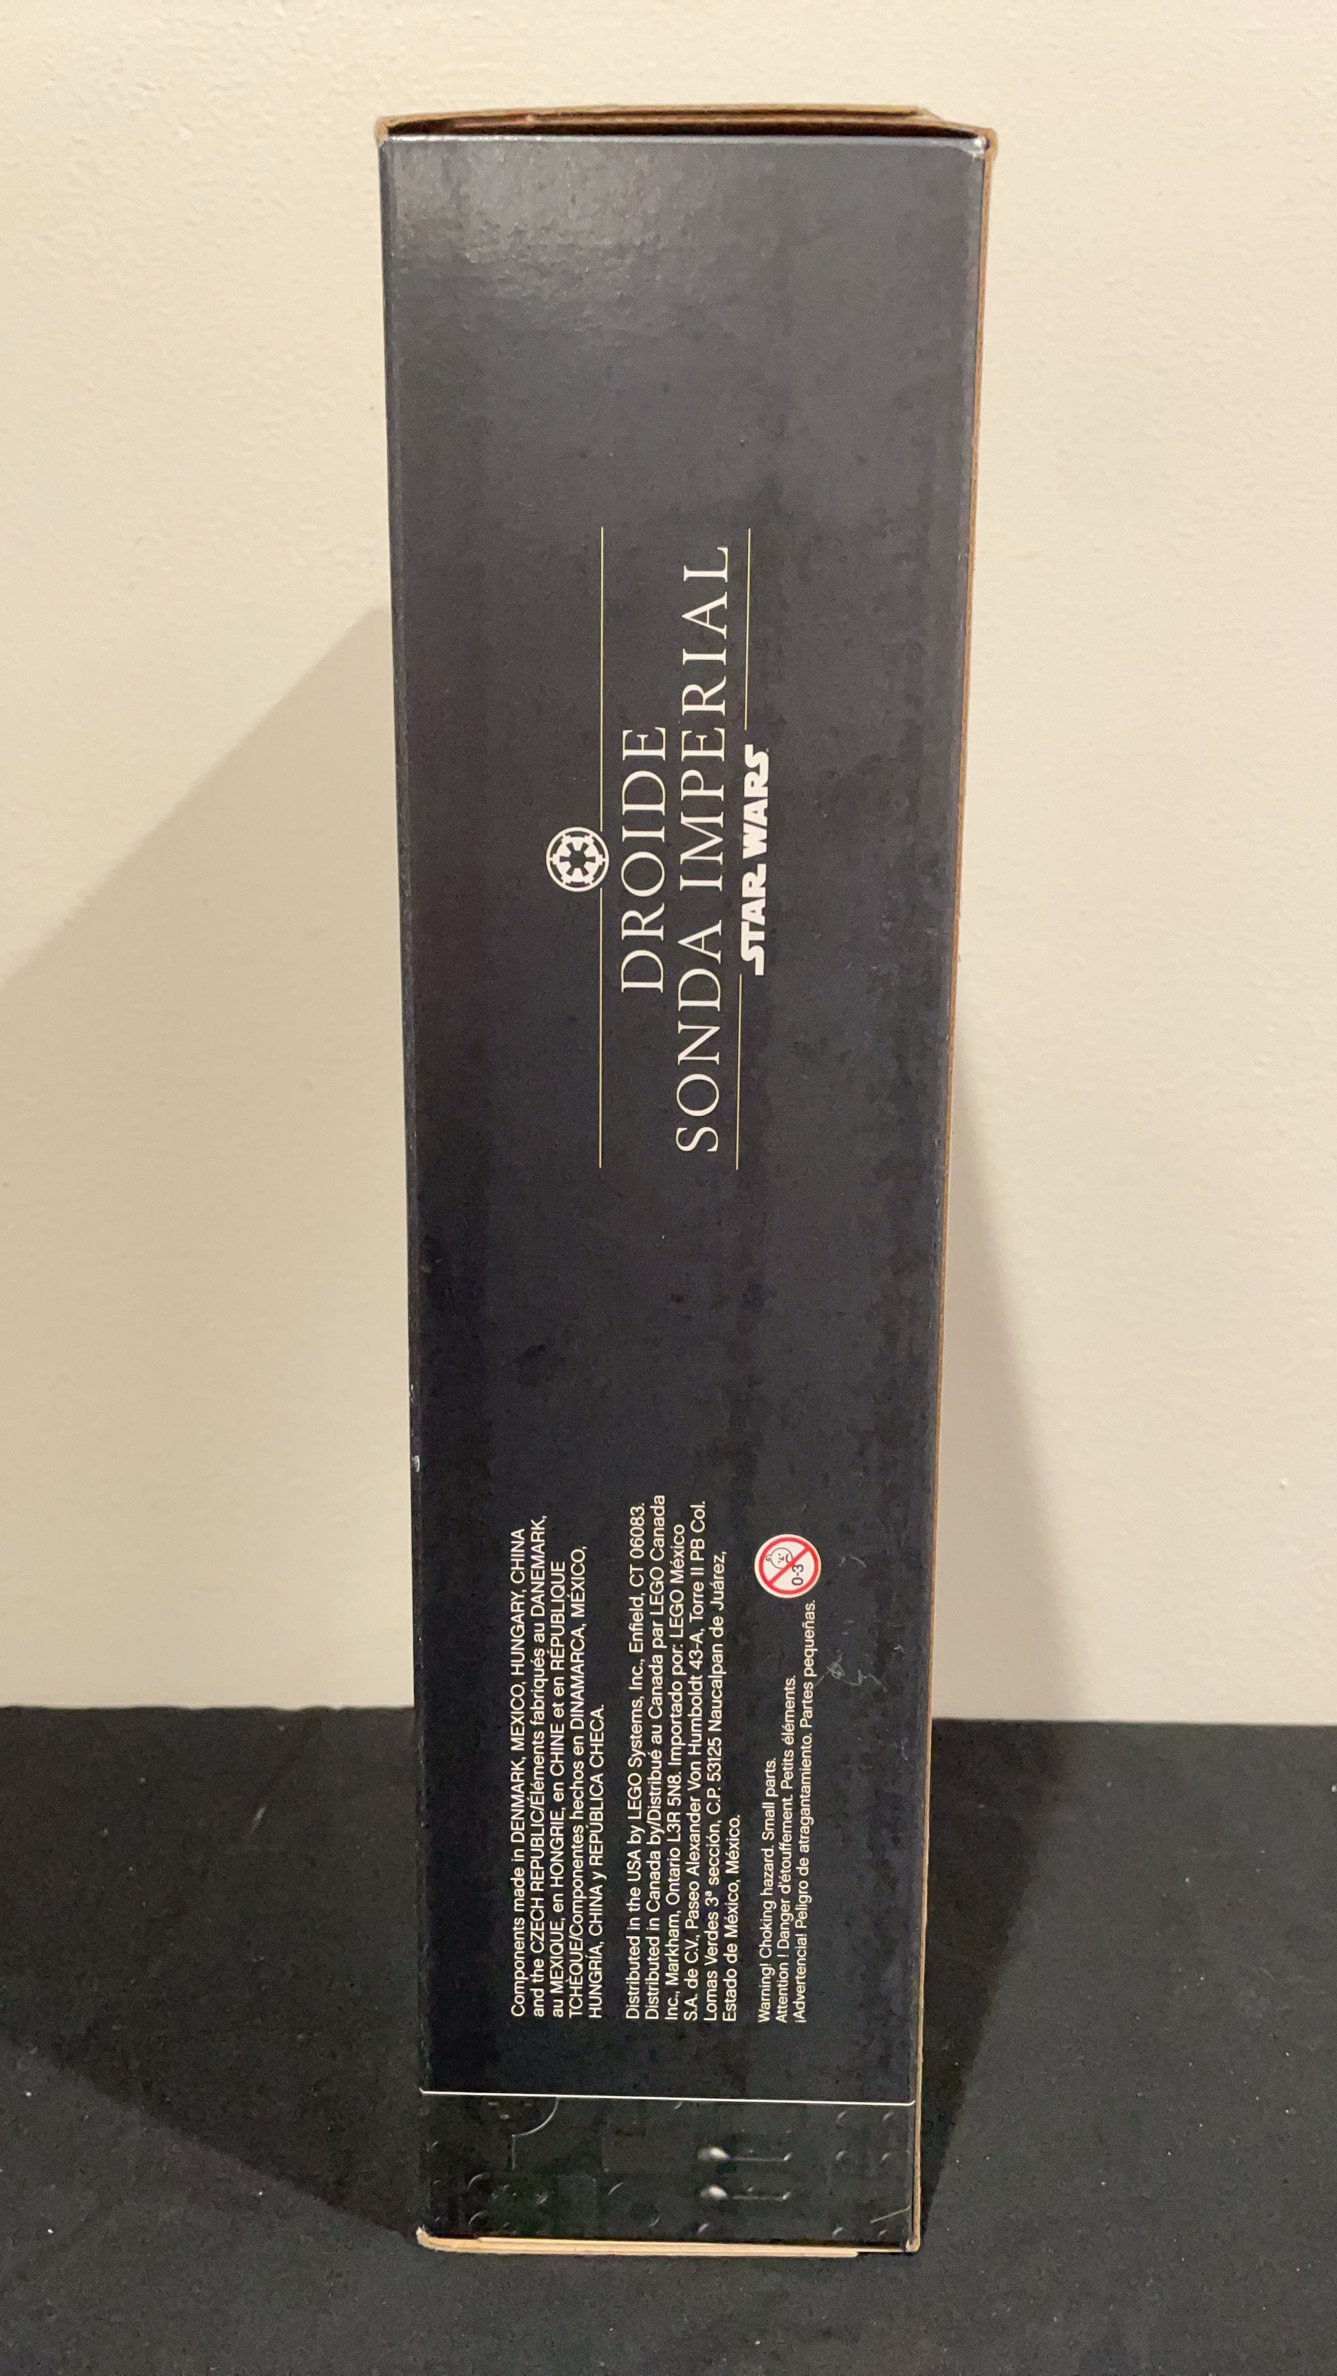 DROIDE
SONDA IMPERIAL
STAR WARS
Components made in DENMARK, MEXICO, HUNGARY, CHINA
and the CZECH REPUBLIC/Éléments fabriqués au DANEMARK,
au MEXIQUE, en HONGRIE, en CHINE et en RÉPUBLIQUE
TCHÈQUE/Componentes hechos en DINAMARCA, MÉXICO,
HUNGRÍA, CHINA y REPÚBLICA CHECA.
Distributed in the USA by LEGO Systems, Inc., Enfield, CT 06083.
Distributed in Canada by/Distribué au Canada par LEGO Canada
Inc., Markham, Ontario L3R 5N8. Importado por: LEGO México
S.A. de C.V., Paseo Alexander Von Humboldt 43-A, Torre II PB Col.
Lomas Verdes 3ª sección, C.P. 53125 Naucalpan de Juárez,
Estado de México, México.
Warning! Choking hazard. Small parts.
Attention ! Danger d'étouffement. Petits éléments.
¡Advertencia! Peligro de atragantamiento. Partes pequeñas.
0-3